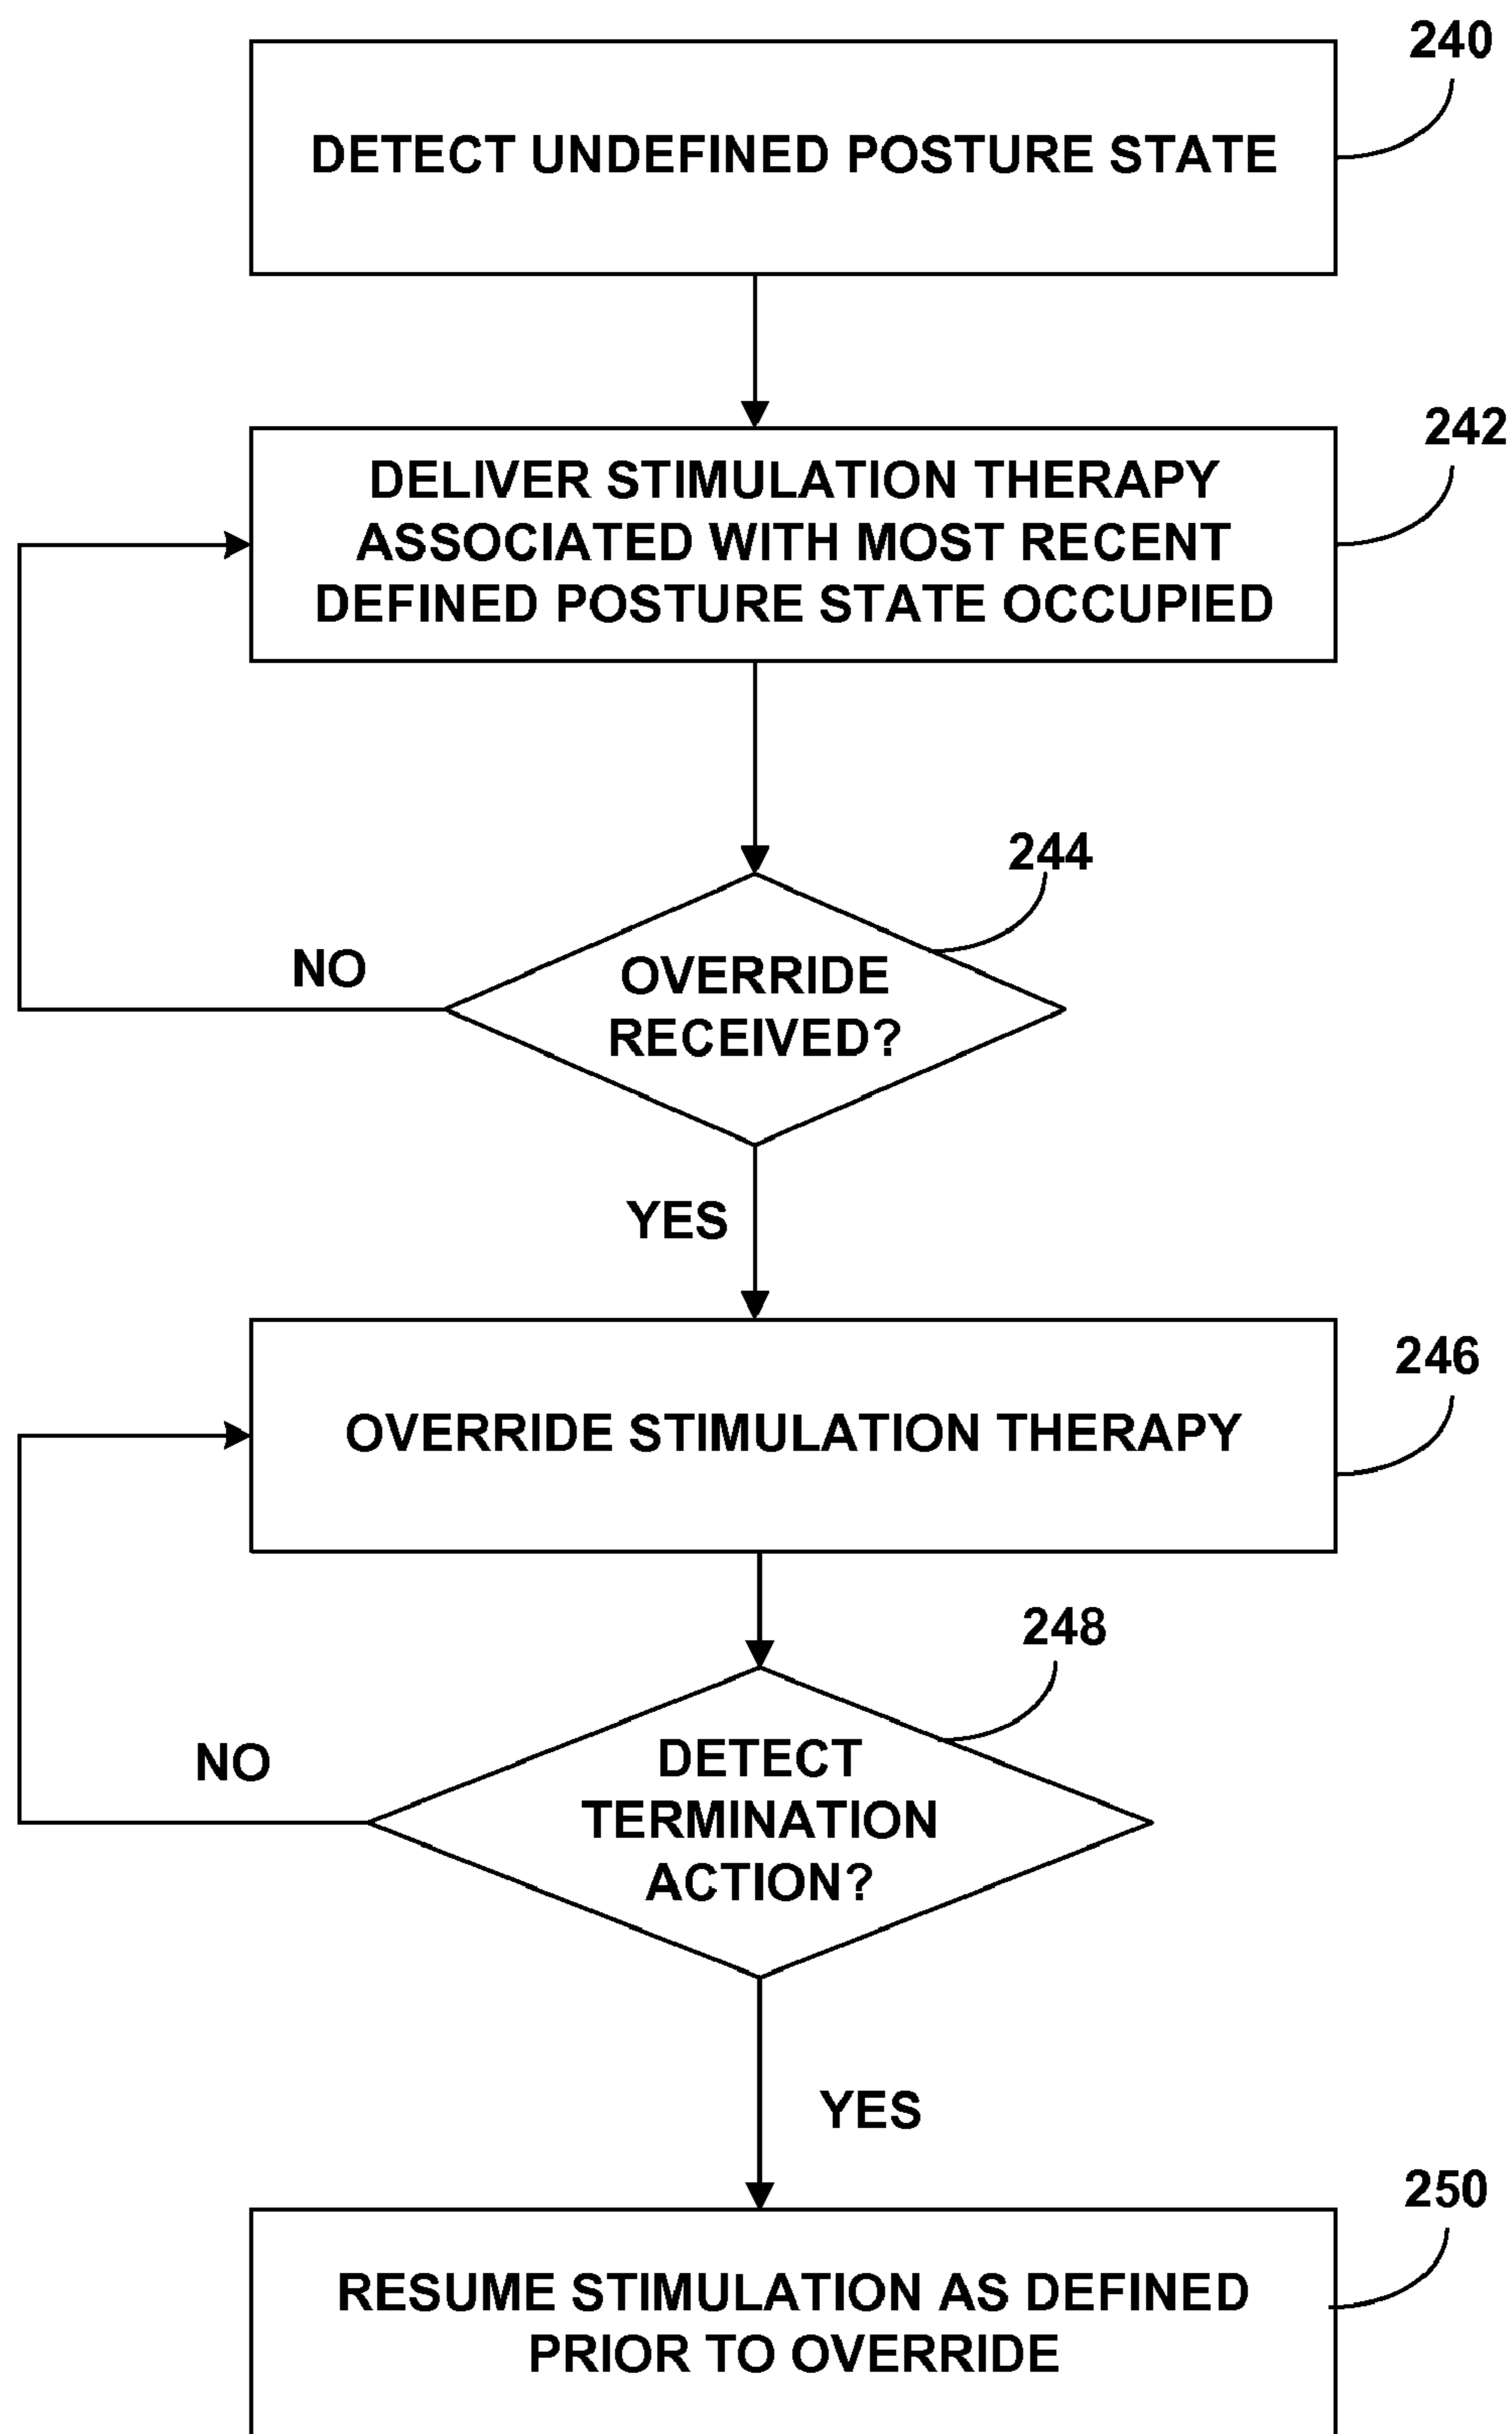 240
DETECT UNDEFINED POSTURE STATE
242
DELIVER STIMULATION THERAPY
ASSOCIATED WITH MOST RECENT
DEFINED POSTURE STATE OCCUPIED
244
NO
OVERRIDE
RECEIVED?
YES
246
OVERRIDE STIMULATION THERAPY
248
NO
DETECT
TERMINATION
ACTION?
YES
250
RESUME STIMULATION AS DEFINED
PRIOR TO OVERRIDE